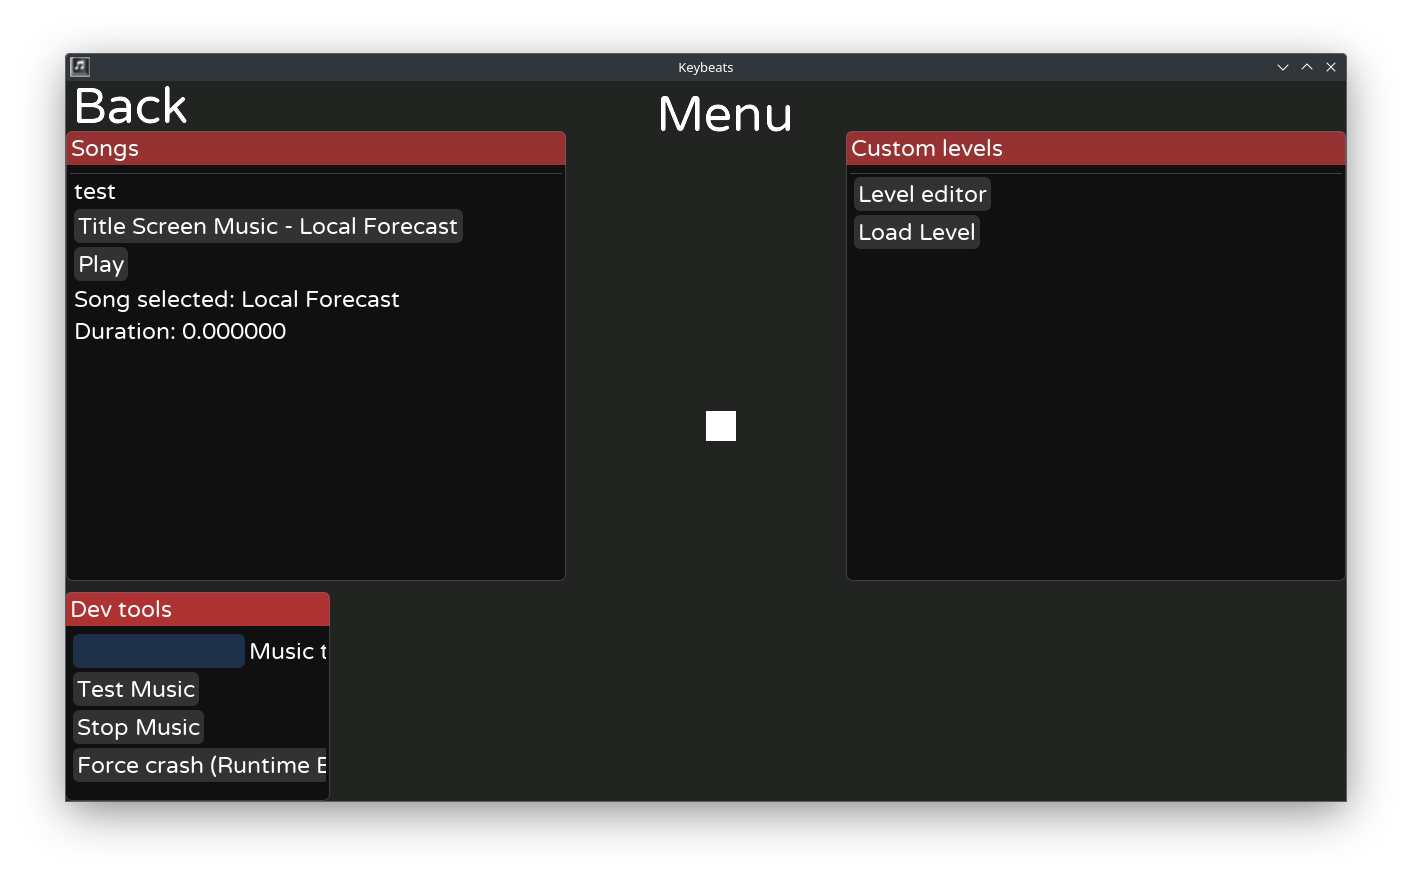 Keybeats
Back
Menu
Songs
test
Title Screen Music - Local Forecast
Play
Song selected: Local Forecast
Duration: 0.000000
Custom levels
Level editor
Load Level
Dev tools
Music t
Test Music
Stop Music
Force crash (Runtime E